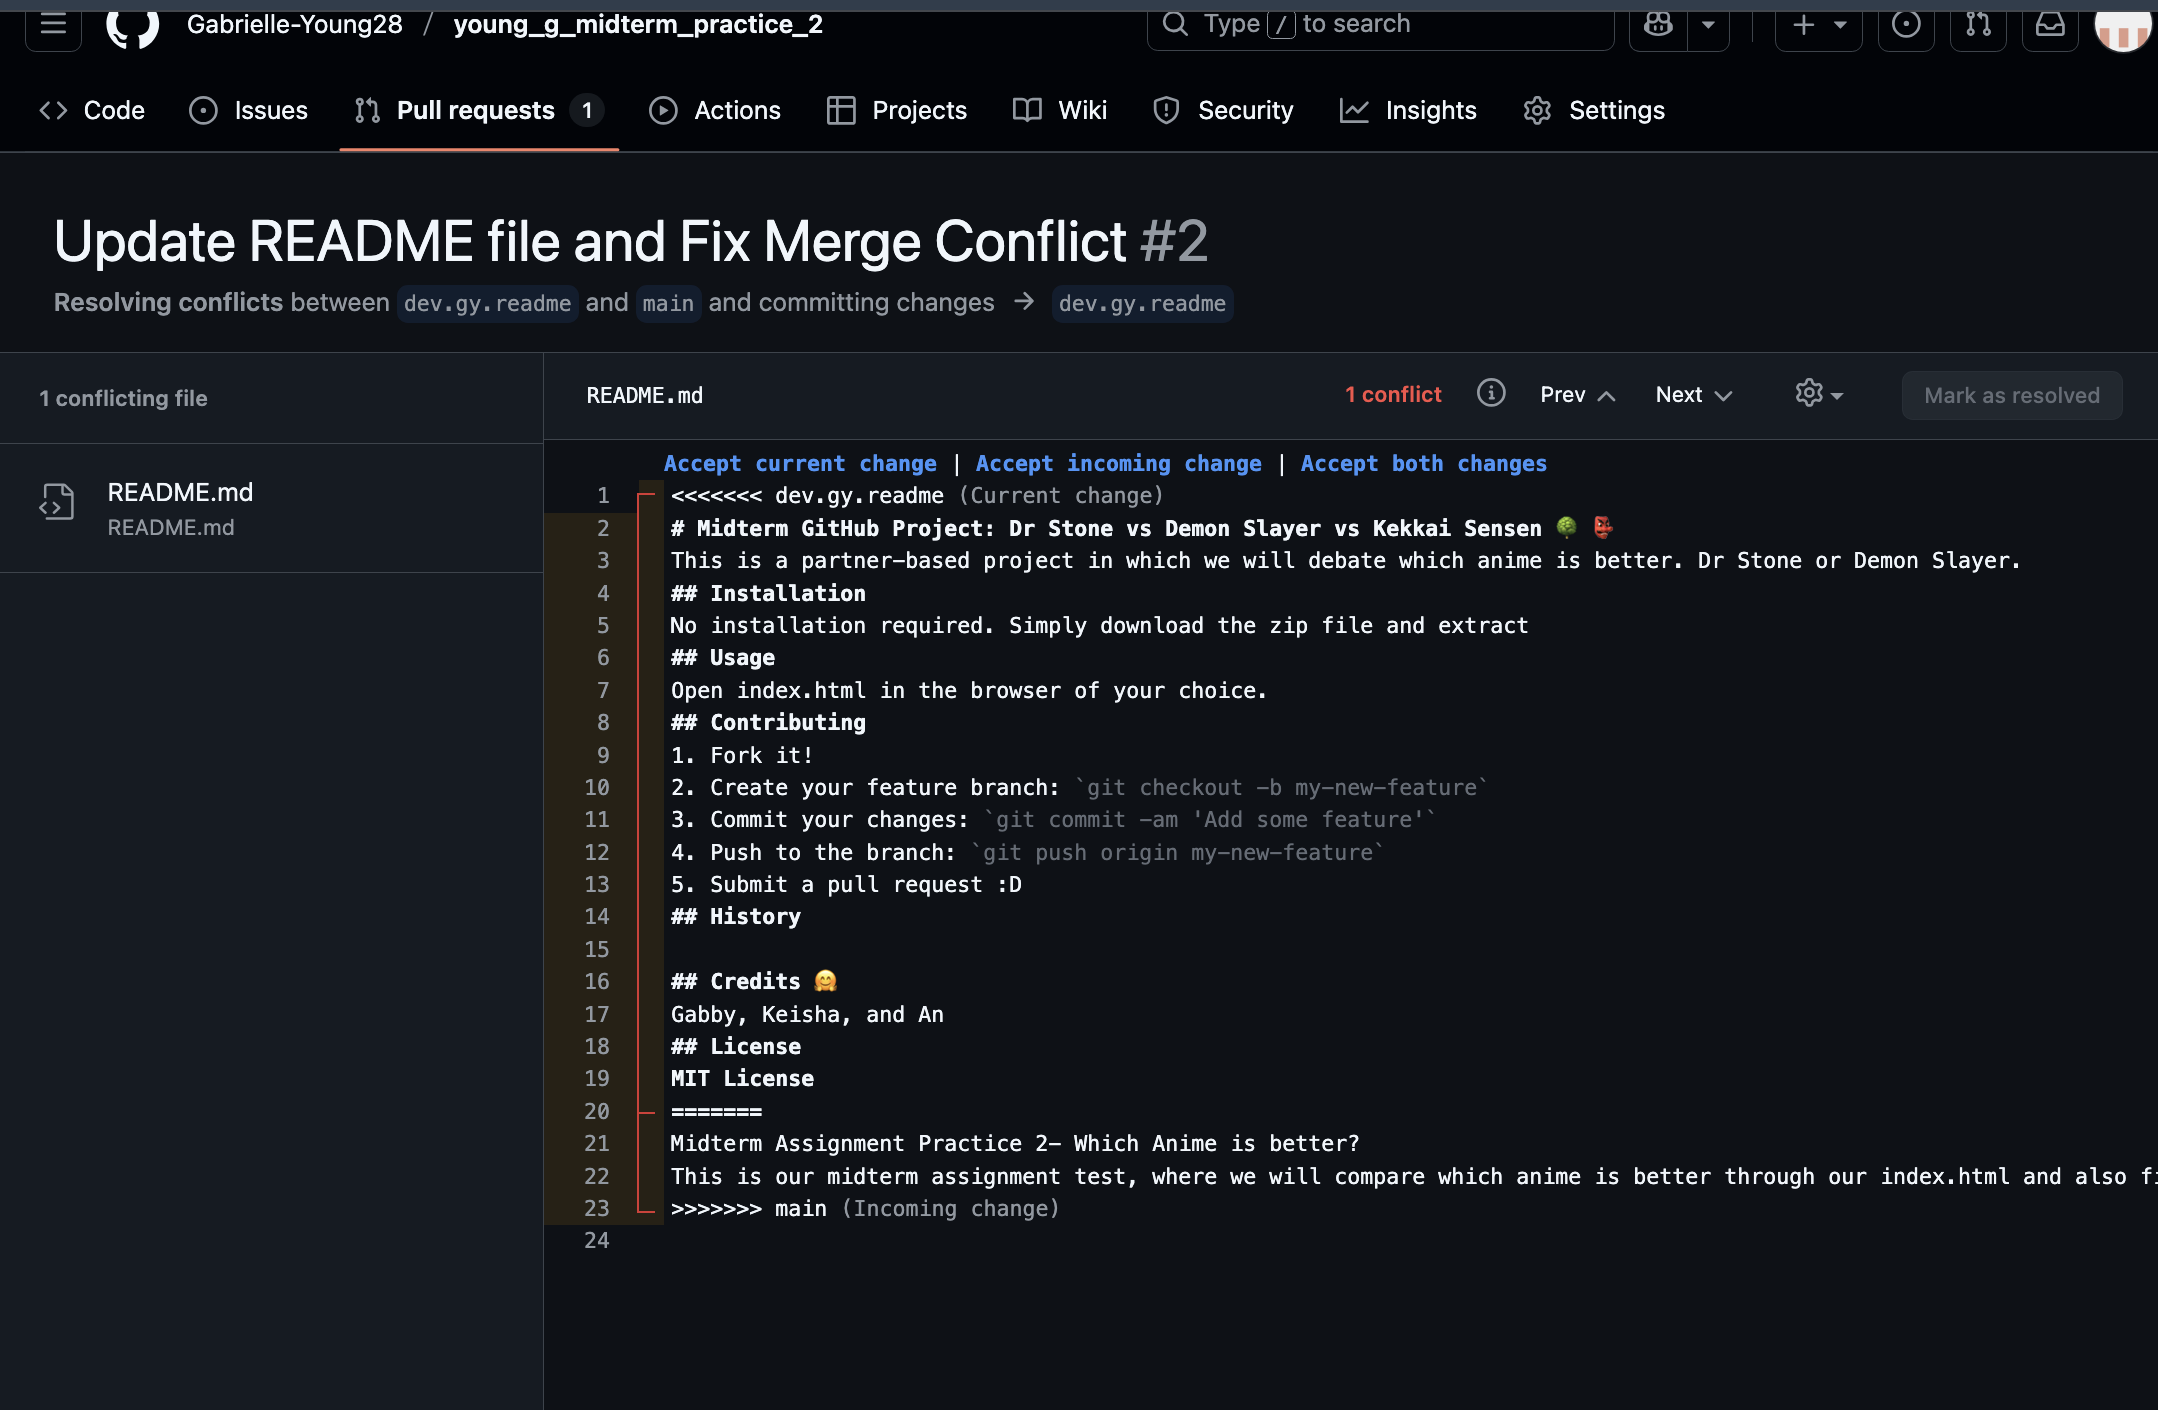 Gabrielle-Young28 / young_g_midterm_practice_2
Type / to search
Code Issues Pull requests 1 Actions Projects Wiki Security Insights Settings
Update README file and Fix Merge Conflict #2
Resolving conflicts between dev.gy.readme and main and committing changes → dev.gy.readme
1 conflicting file
README.md
README.md
README.md 1 conflict Prev Next Mark as resolved
Accept current change | Accept incoming change | Accept both changes
1 <<<<<<< dev.gy.readme (Current change)
2 # Midterm GitHub Project: Dr Stone vs Demon Slayer vs Kekkai Sensen 🌳 👺
3 This is a partner-based project in which we will debate which anime is better. Dr Stone or Demon Slayer.
4 ## Installation
5 No installation required. Simply download the zip file and extract
6 ## Usage
7 Open index.html in the browser of your choice.
8 ## Contributing
9 1. Fork it!
10 2. Create your feature branch: `git checkout -b my-new-feature`
11 3. Commit your changes: `git commit -am 'Add some feature'`
12 4. Push to the branch: `git push origin my-new-feature`
13 5. Submit a pull request :D
14 ## History
15
16 ## Credits 🤗
17 Gabby, Keisha, and An
18 ## License
19 MIT License
20 =======
21 Midterm Assignment Practice 2- Which Anime is better?
22 This is our midterm assignment test, where we will compare which anime is better through our index.html and also
23 >>>>>>> main (Incoming change)
24